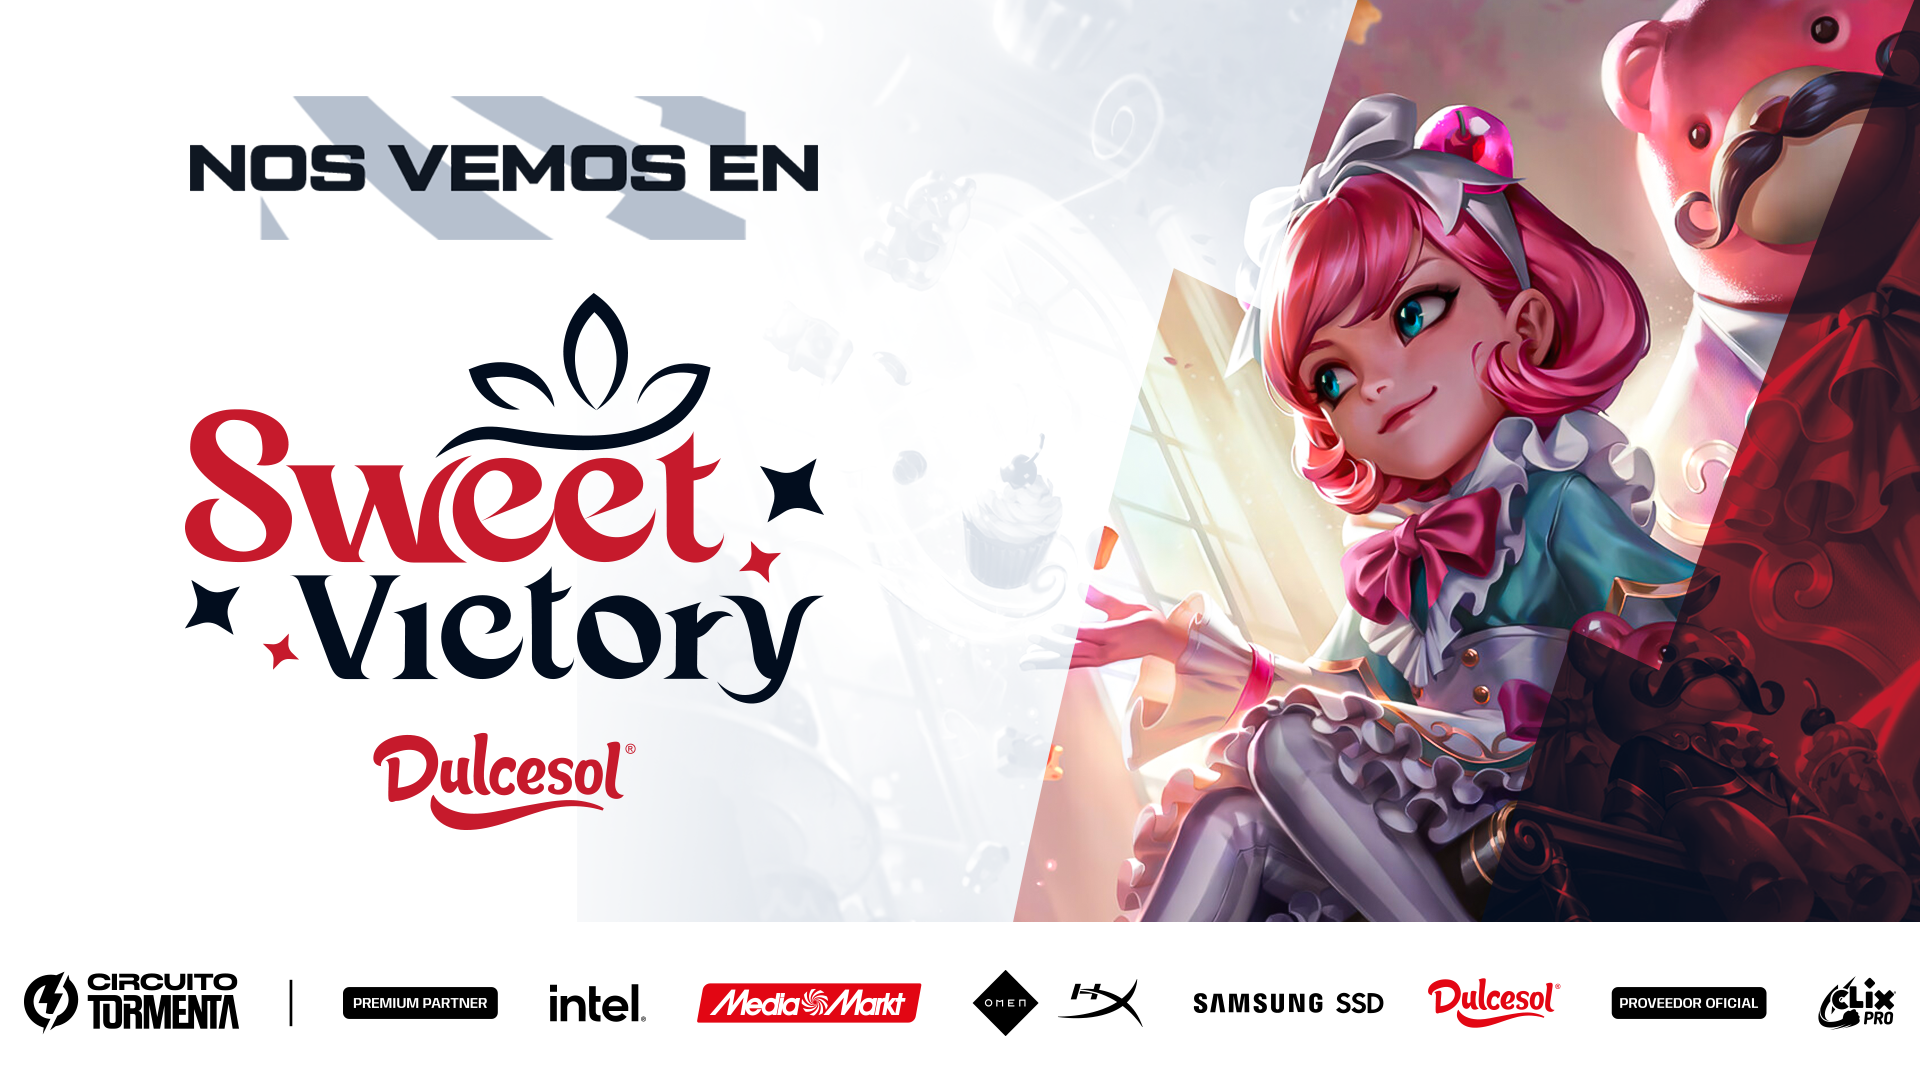 NOS VEMOS EN
Sweet
Victory
Dulcesol®
CIRCUITO
TORMENTA
PREMIUM PARTNER
intel®
MediaMarkt
OMEN
HX
SAMSUNG SSD
Dulcesol®
PROVEEDOR OFICIAL
CLIX
PRO